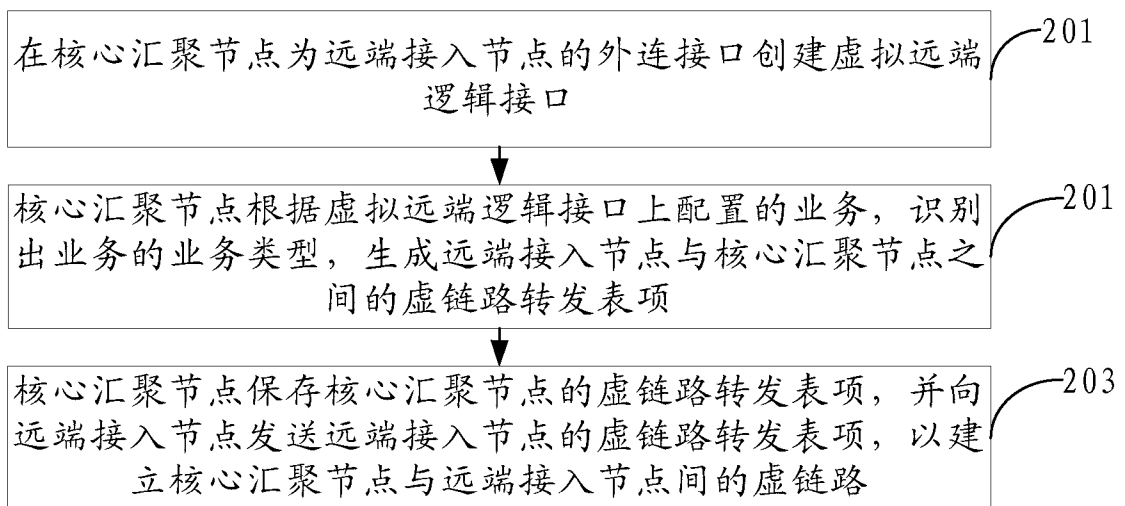 在核心汇聚节点为远端接入节点的外连接口创建虚拟远端
逻辑接口
201
核心汇聚节点根据虚拟远端逻辑接口上配置的业务，识别
出业务的业务类型，生成远端接入节点与核心汇聚节点之
间的虚链路转发表项
201
核心汇聚节点保存核心汇聚节点的虚链路转发表项，并向
远端接入节点发送远端接入节点的虚链路转发表项，以建
立核心汇聚节点与远端接入节点间的虚链路
203